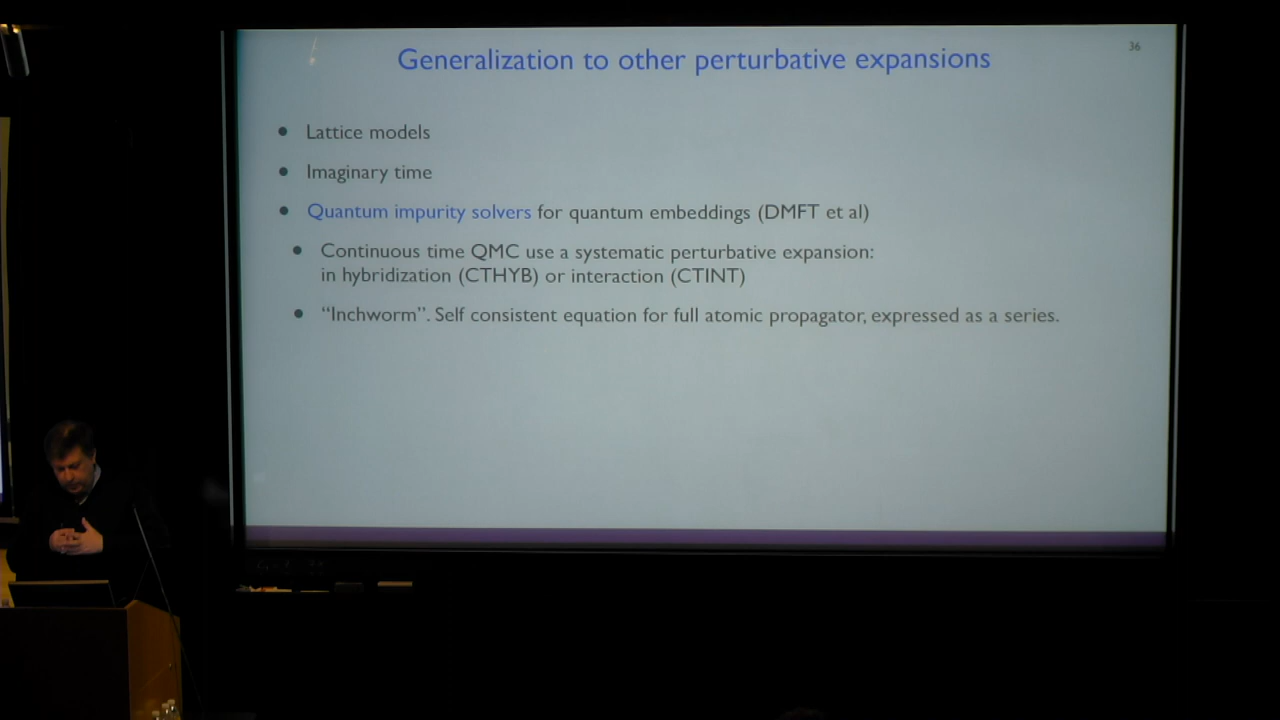 Generalization to other perturbative expansions
36
• Lattice models
• Imaginary time
• Quantum impurity solvers for quantum embeddings (DMFT et al)
• Continuous time QMC use a systematic perturbative expansion:
in hybridization (CTHYB) or interaction (CTINT)
• “Inchworm”. Self consistent equation for full atomic propagator, expressed as a series.